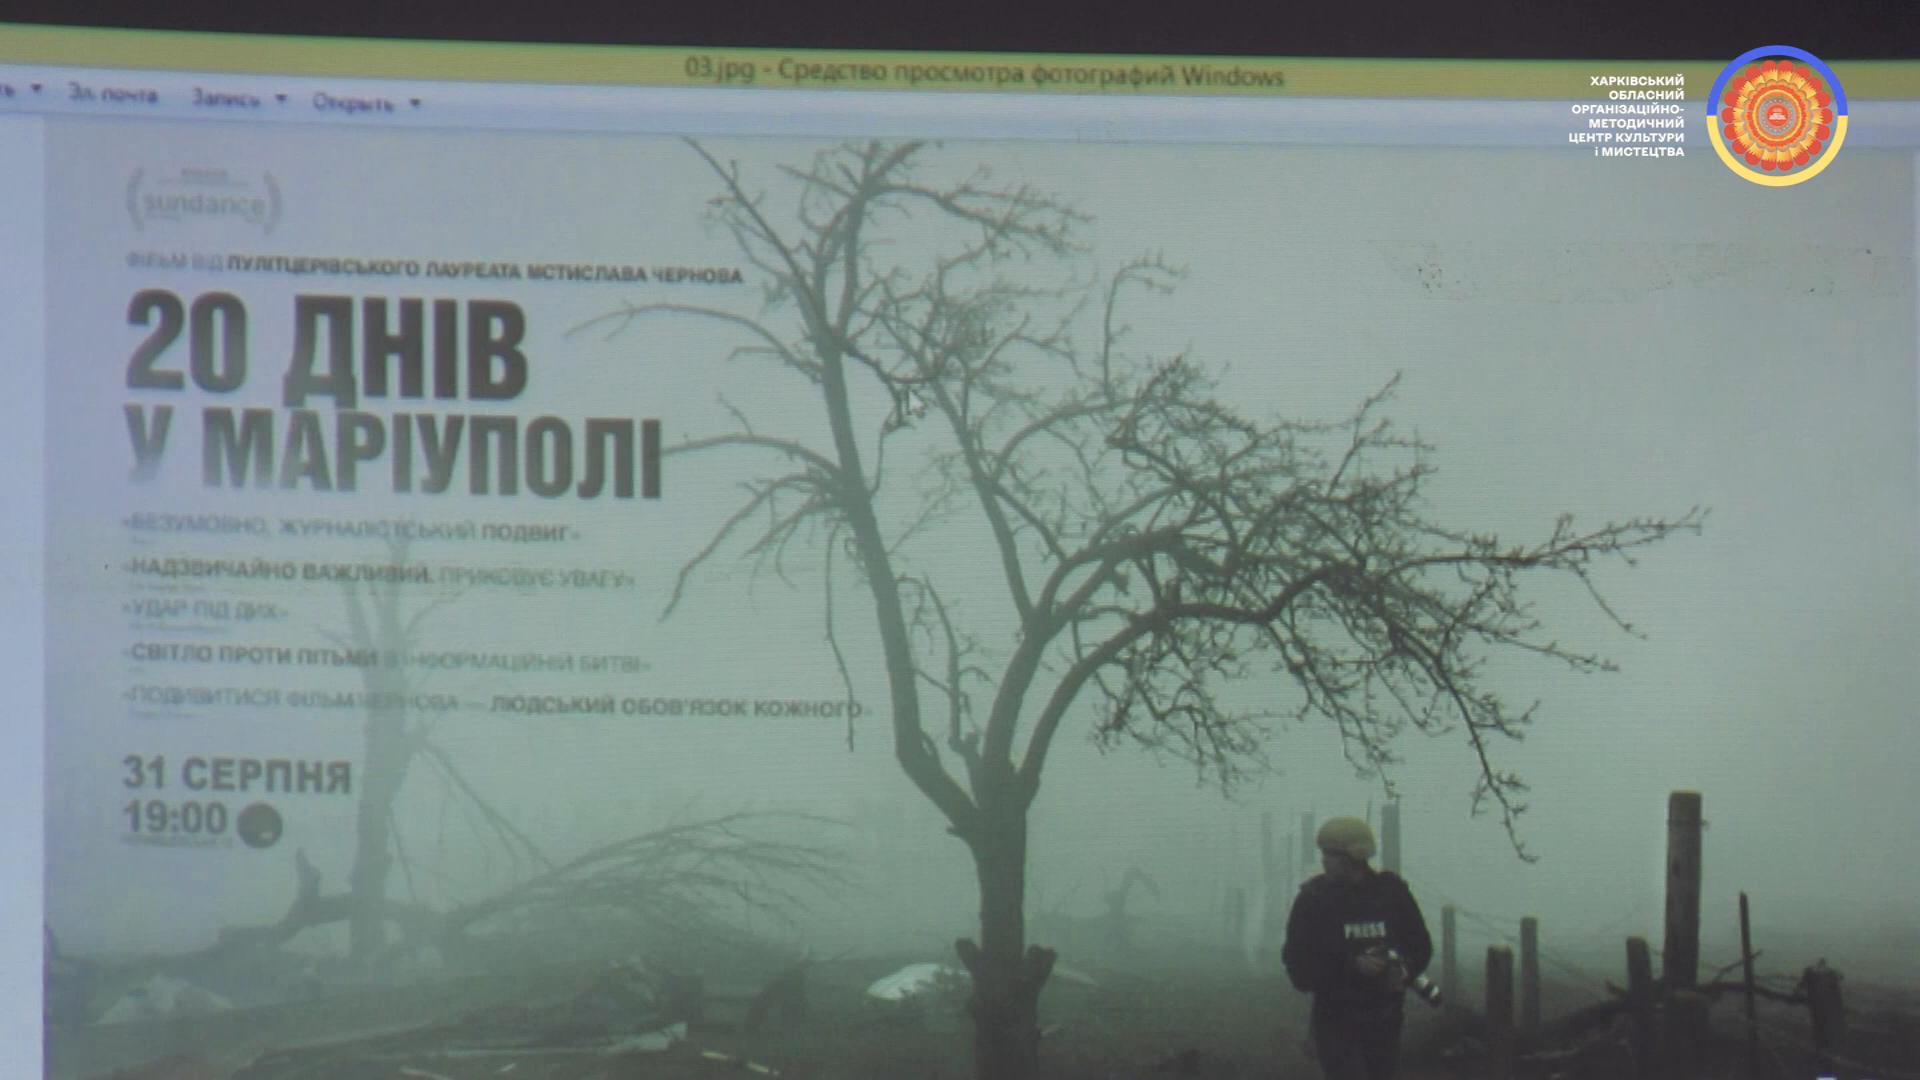 03.jpg - Средство просмотра фотографий Windows
Эл. почта Запись Открыть
ХАРКІВСЬКИЙ
ОБЛАСНИЙ
ОРГАНІЗАЦІЙНО-
МЕТОДИЧНИЙ
ЦЕНТР КУЛЬТУРИ
і МИСТЕЦТВА
sundance
ФІЛЬМ ВІД ПУЛІТЦЕРІВСЬКОГО ЛАУРЕАТА МСТИСЛАВА ЧЕРНОВА
20 ДНІВ
У МАРІУПОЛІ
«БЕЗУМОВНО, ЖУРНАЛІСТСЬКИЙ ПОДВИГ»
«НАДЗВИЧАЙНО ВАЖЛИВИЙ. ПРИКОВУЄ УВАГУ»
«УДАР ПІД ДИХ»
«СВІТЛО ПРОТИ ПІТЬМИ В ІНФОРМАЦІЙНІЙ БИТВІ»
«ПОДИВИТИСЯ ФІЛЬМ ЧЕРНОВА — ЛЮДСЬКИЙ ОБОВ'ЯЗОК КОЖНОГО»
31 СЕРПНЯ
19:00
PRESS